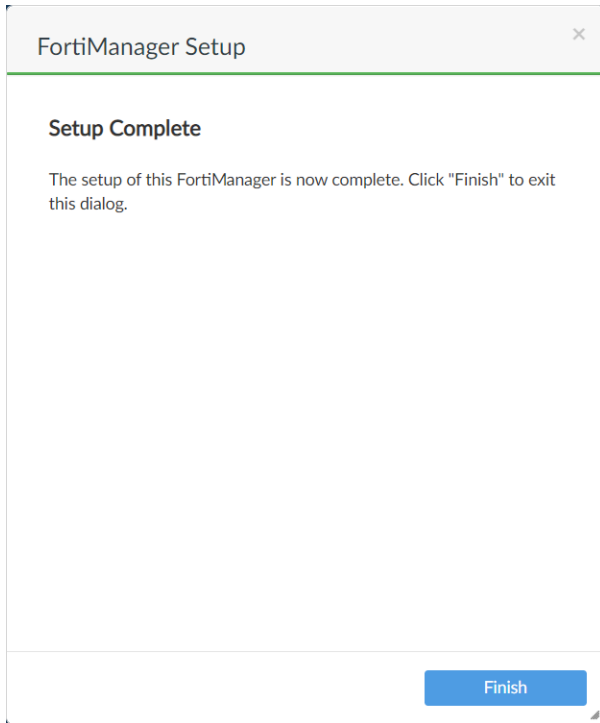 FortiManager Setup
×
Setup Complete
The setup of this FortiManager is now complete. Click "Finish" to exit
this dialog.
Finish